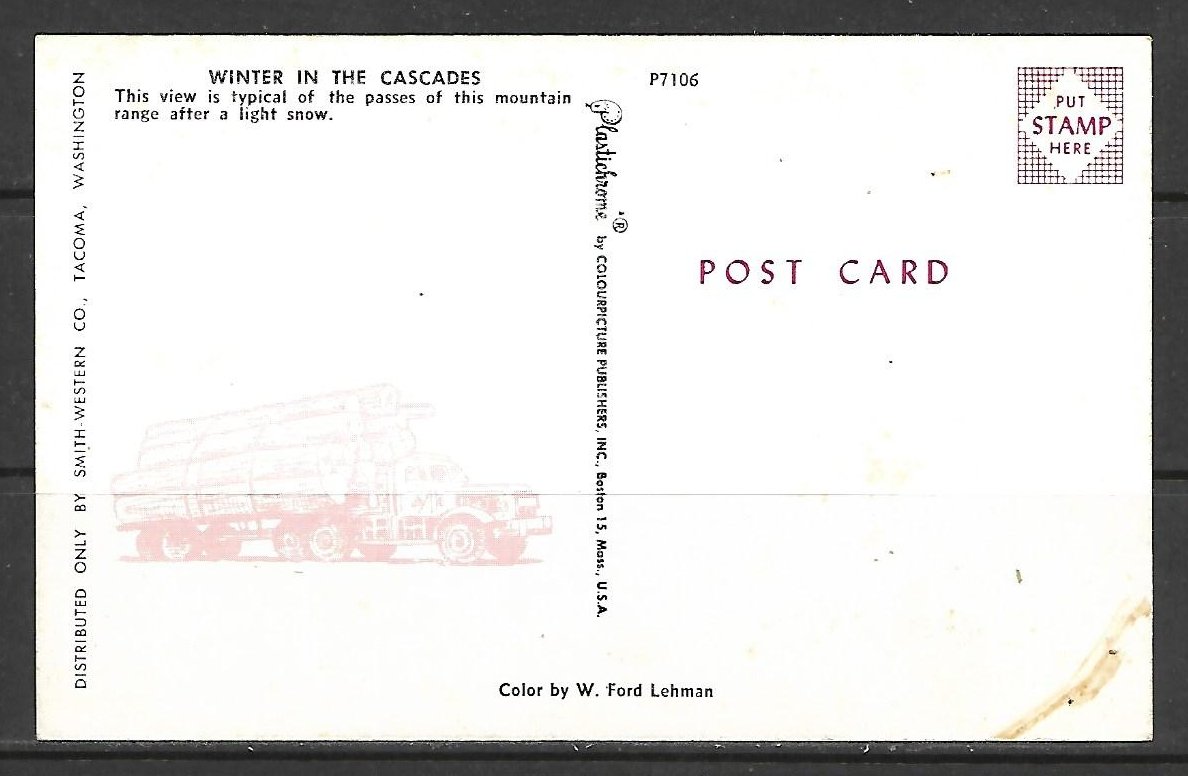 WINTER IN THE CASCADES
This view is typical of the passes of this mountain
range after a light snow.
DISTRIBUTED ONLY BY SMITH-WESTERN CO., TACOMA, WASHINGTON
Plastichrome ® by COLOURPICTURE PUBLISHERS, INC., Boston 15, Mass., U.S.A.
P7106
PUT
STAMP
HERE
POST CARD
Color by W. Ford Lehman